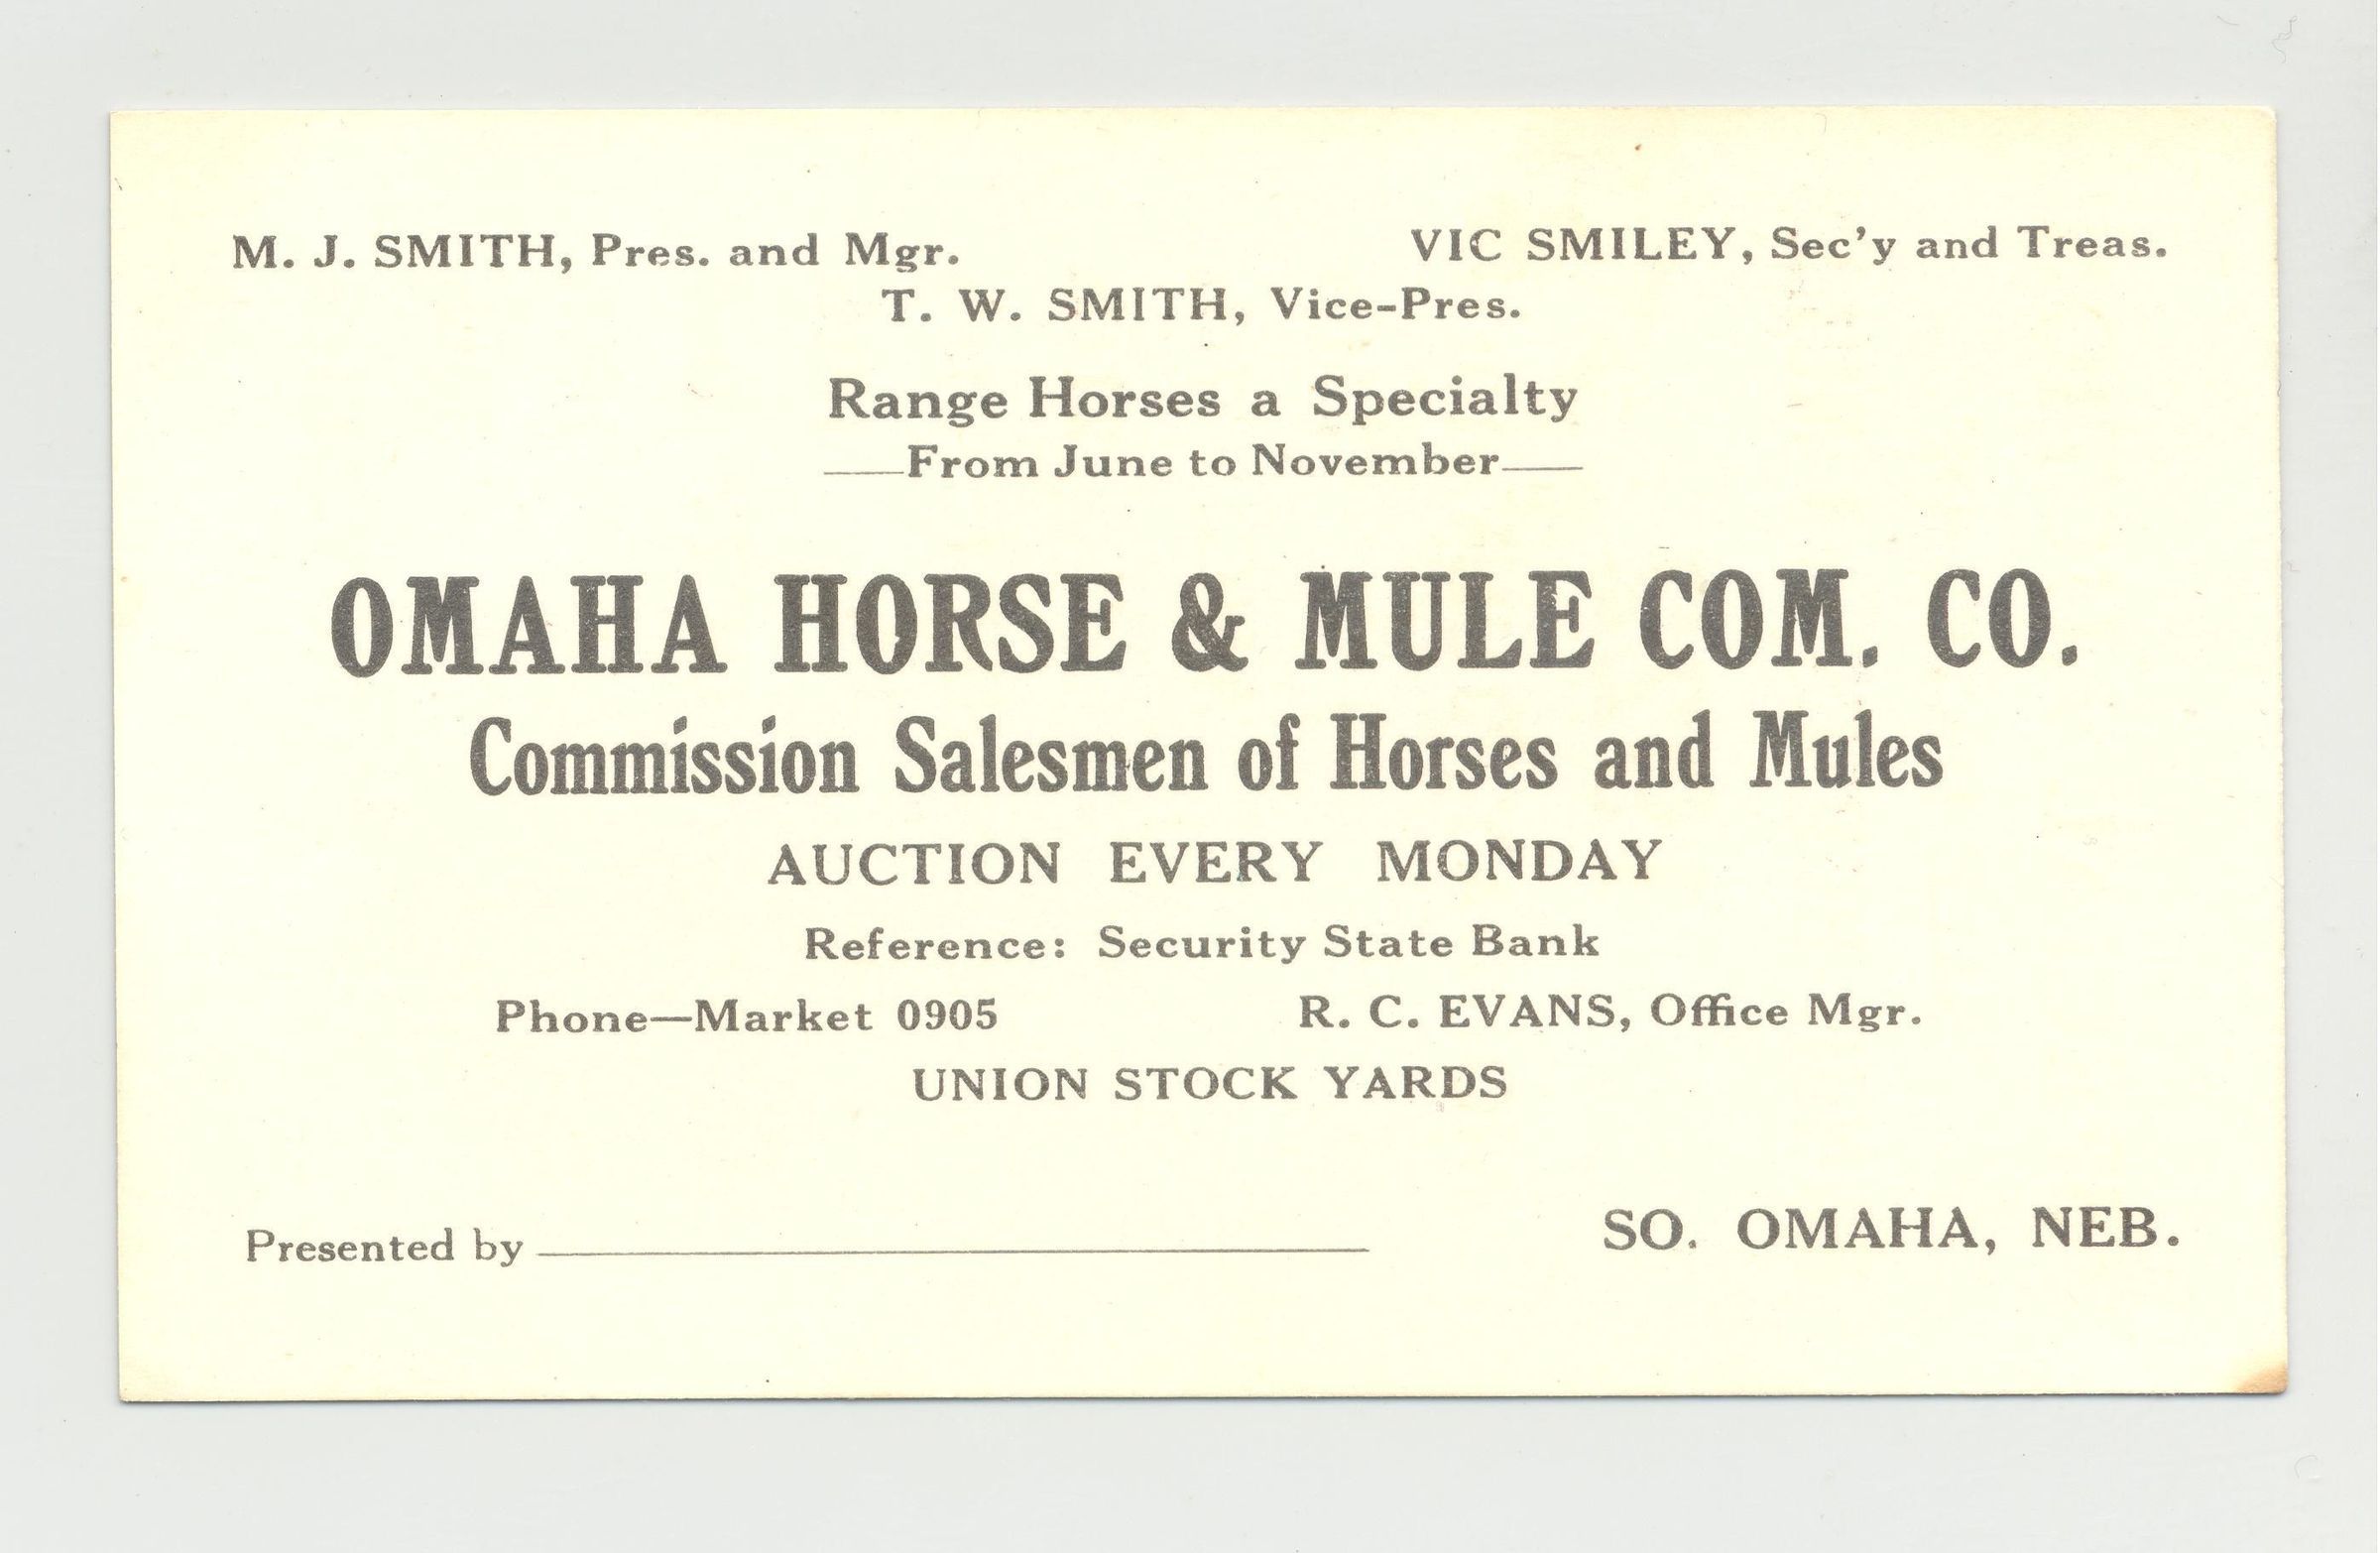 M. J. SMITH, Pres. and Mgr. VIC SMILEY, Sec'y and Treas.
T. W. SMITH, Vice-Pres.
Range Horses a Specialty
From June to November
OMAHA HORSE & MULE COM. CO.
Commission Salesmen of Horses and Mules
AUCTION EVERY MONDAY
Reference: Security State Bank
Phone—Market 0905 R. C. EVANS, Office Mgr.
UNION STOCK YARDS
Presented by SO. OMAHA, NEB.